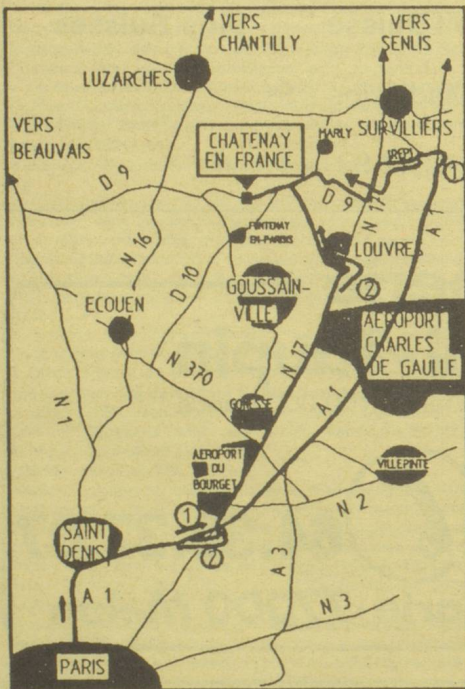 VERS
CHANTILLY
VERS
SENLIS
LUZARCHES
SURVILLIERS
VERS
BEAUVAIS
MARLY
CHATENAY
EN FRANCE
1
D 9
D 9
N 17
A 1
N 16
D 10
FONTENAY
EN-PARISIS
LOUVRES
2
GOUSSAIN-
VILLE
ECOUEN
AEROPORT
CHARLES
DE GAULLE
N 370
N 17
A 1
N 1
GONESSE
AEROPORT
DU
BOURGET
VILLEPINTE
N 2
1
2
SAINT
DENIS
A 3
A 1
N 3
PARIS